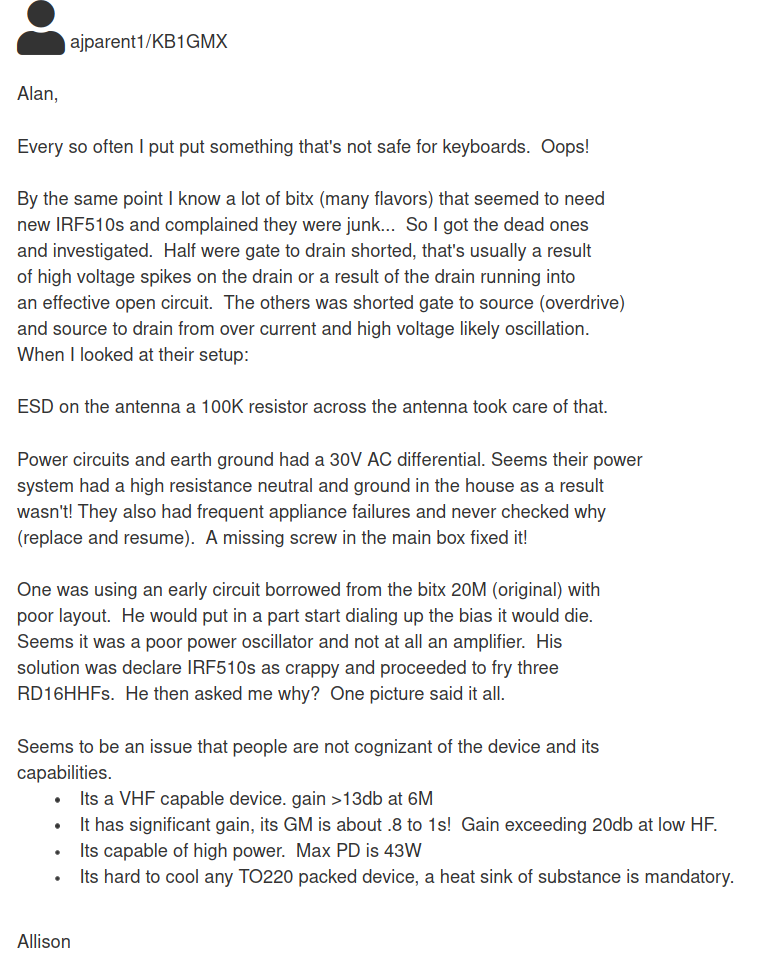 ajparent1/KB1GMX
Alan,
Every so often I put put something that's not safe for keyboards.  Oops!
By the same point I know a lot of bitx (many flavors) that seemed to need
new IRF510s and complained they were junk...  So I got the dead ones
and investigated.  Half were gate to drain shorted, that's usually a result
of high voltage spikes on the drain or a result of the drain running into
an effective open circuit.  The others was shorted gate to source (overdrive)
and source to drain from over current and high voltage likely oscillation.
When I looked at their setup:
ESD on the antenna a 100K resistor across the antenna took care of that.
Power circuits and earth ground had a 30V AC differential. Seems their power
system had a high resistance neutral and ground in the house as a result
wasn't! They also had frequent appliance failures and never checked why
(replace and resume).  A missing screw in the main box fixed it!
One was using an early circuit borrowed from the bitx 20M (original) with
poor layout.  He would put in a part start dialing up the bias it would die.
Seems it was a poor power oscillator and not at all an amplifier.  His
solution was declare IRF510s as crappy and proceeded to fry three
RD16HHFs.  He then asked me why?  One picture said it all.
Seems to be an issue that people are not cognizant of the device and its
capabilities.
• Its a VHF capable device. gain >13db at 6M
• It has significant gain, its GM is about .8 to 1s!  Gain exceeding 20db at low HF.
• Its capable of high power.  Max PD is 43W
• Its hard to cool any TO220 packed device, a heat sink of substance is mandatory.
Allison